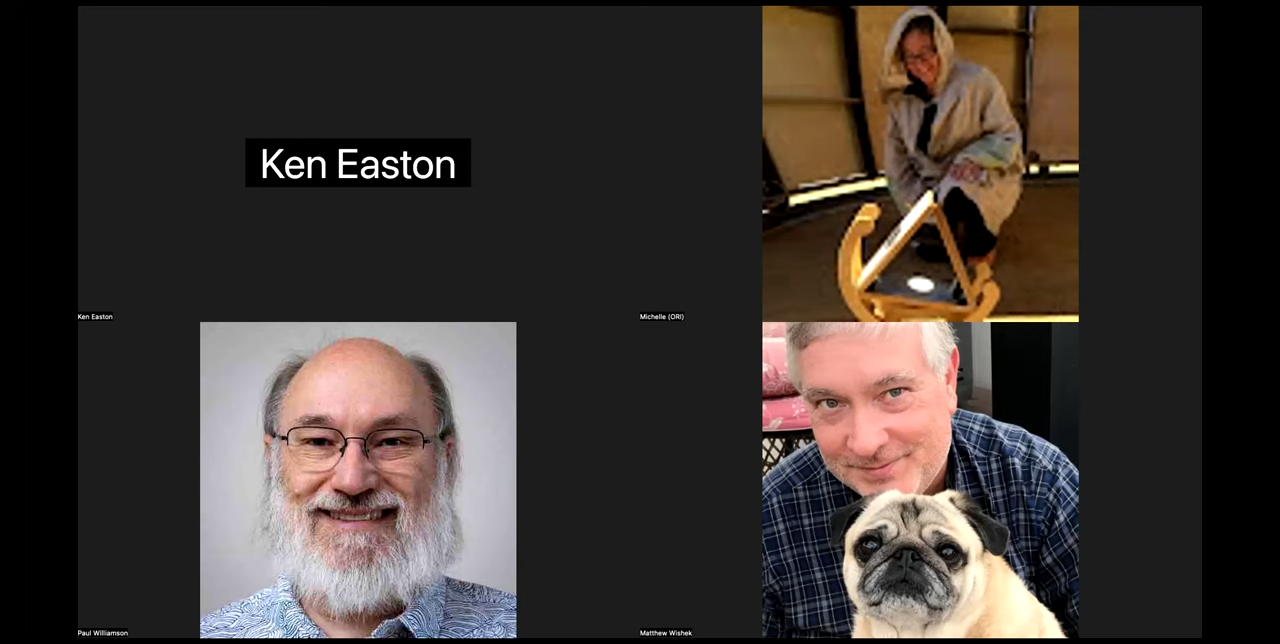 Ken Easton
Ken Easton
Michelle (ORI)
Paul Williamson
Matthew Wishek